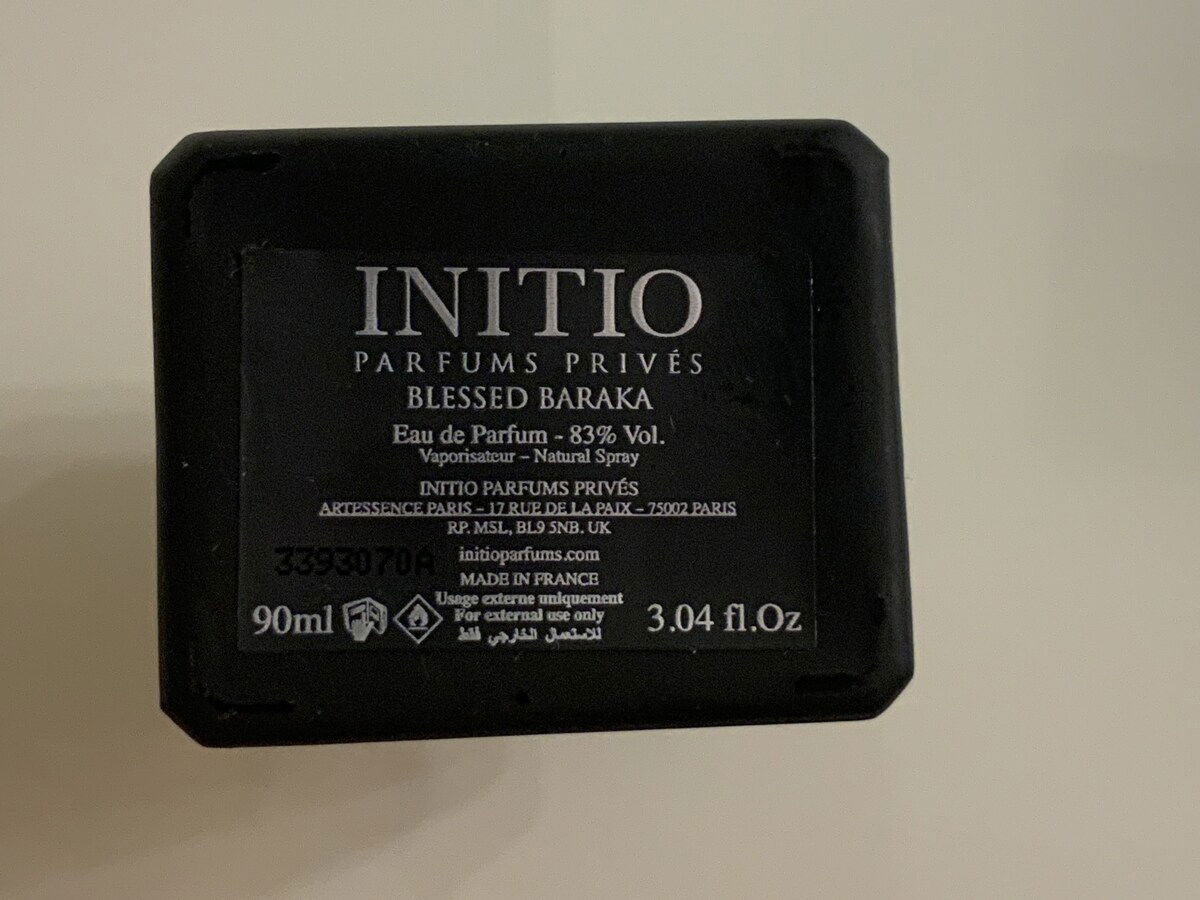 INITIO
PARFUMS PRIVÉS
BLESSED BARAKA
Eau de Parfum - 83% Vol.
Vaporisateur – Natural Spray
INITIO PARFUMS PRIVÉS
ARTESSENCE PARIS – 17 RUE DE LA PAIX – 75002 PARIS
RP. MSL, BL9 5NB. UK
3393070A initioparfums.com
MADE IN FRANCE
Usage externe uniquement
For external use only
للاستعمال الخارجي فقط
90ml
3.04 fl.Oz